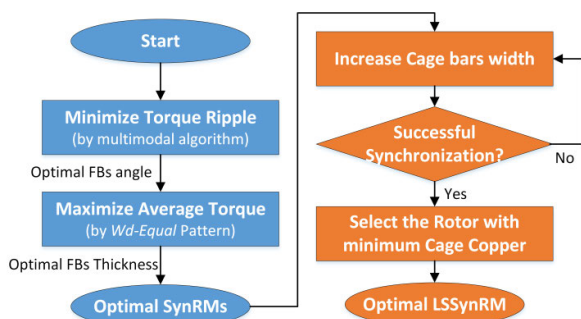 Start
Minimize Torque Ripple
(by multimodal algorithm)
Optimal FBs angle
Maximize Average Torque
(by Wd-Equal Pattern)
Optimal FBs Thickness
Optimal SynRMs
Increase Cage bars width
Successful
Synchronization?
No
Yes
Select the Rotor with
minimum Cage Copper
Optimal LSSynRM